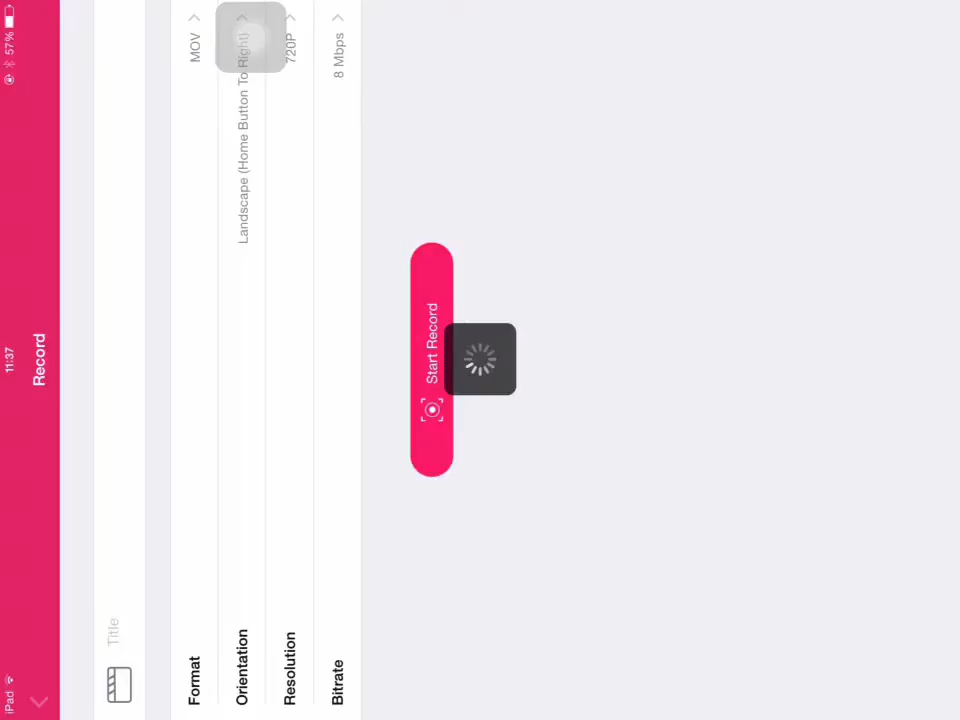 iPad 11:37 57%
Record
Title
Format MOV
Orientation Landscape (Home Button To Right)
Resolution 720P
Bitrate 8 Mbps
Start Record